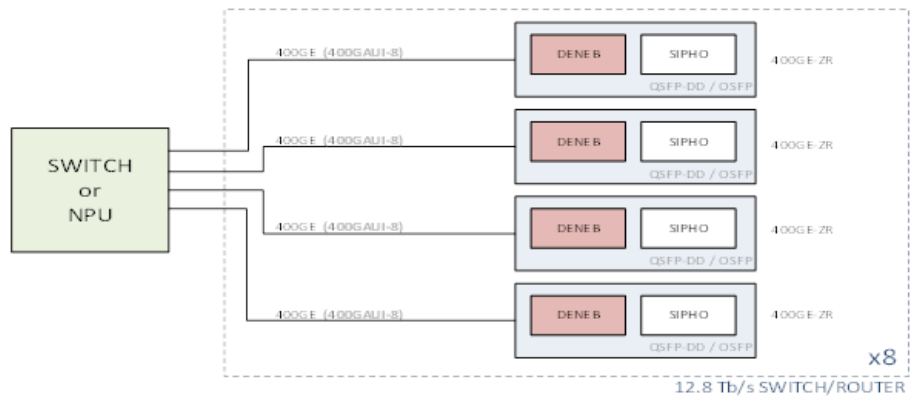 400GE (400GAUI-8)
DENEB
SIPHO
400GE-ZR
QSFP-DD / OSFP
400GE (400GAUI-8)
DENEB
SIPHO
400GE-ZR
QSFP-DD / OSFP
SWITCH
or
NPU
400GE (400GAUI-8)
DENEB
SIPHO
400GE-ZR
QSFP-DD / OSFP
400GE (400GAUI-8)
DENEB
SIPHO
400GE-ZR
QSFP-DD / OSFP
x8
12.8 Tb/s SWITCH/ROUTER